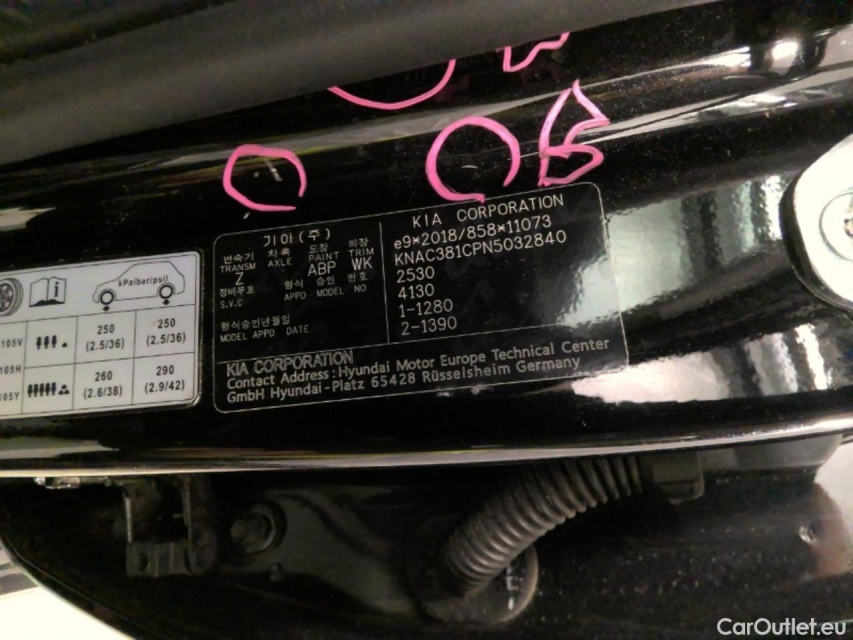 OB
기아(주)
변속기 차축 도장 의장
TRANSM AXLE PAINT TRIM
Z ABP WK
정비부호 형식 승인 번호
S.V.C APPD MODEL NO
형식승인년월일
MODEL APPD DATE
KIA CORPORATION
e9*2018/858*11073
KNAC381CPN5032840
2530
4130
1-1280
2-1390
KIA CORPORATION
Contact Address : Hyundai Motor Europe Technical Center
GmbH Hyundai-Platz 65428 Rüsselsheim Germany
kPa(bar/psi)
105V 250 250
(2.5/36) (2.5/36)
105H
105Y 260 290
(2.6/38) (2.9/42)
CarOutlet.eu